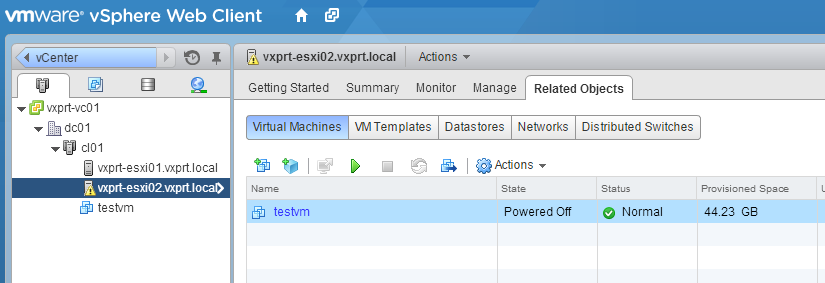 vmware® vSphere Web Client
vCenter
vxprt-esxi02.vxprt.local Actions
Getting Started Summary Monitor Manage Related Objects
vxprt-vc01
dc01
cl01
vxprt-esxi01.vxprt.local
vxprt-esxi02.vxprt.local
testvm
Virtual Machines VM Templates Datastores Networks Distributed Switches
Actions
Name State Status Provisioned Space U
testvm Powered Off Normal 44.23 GB